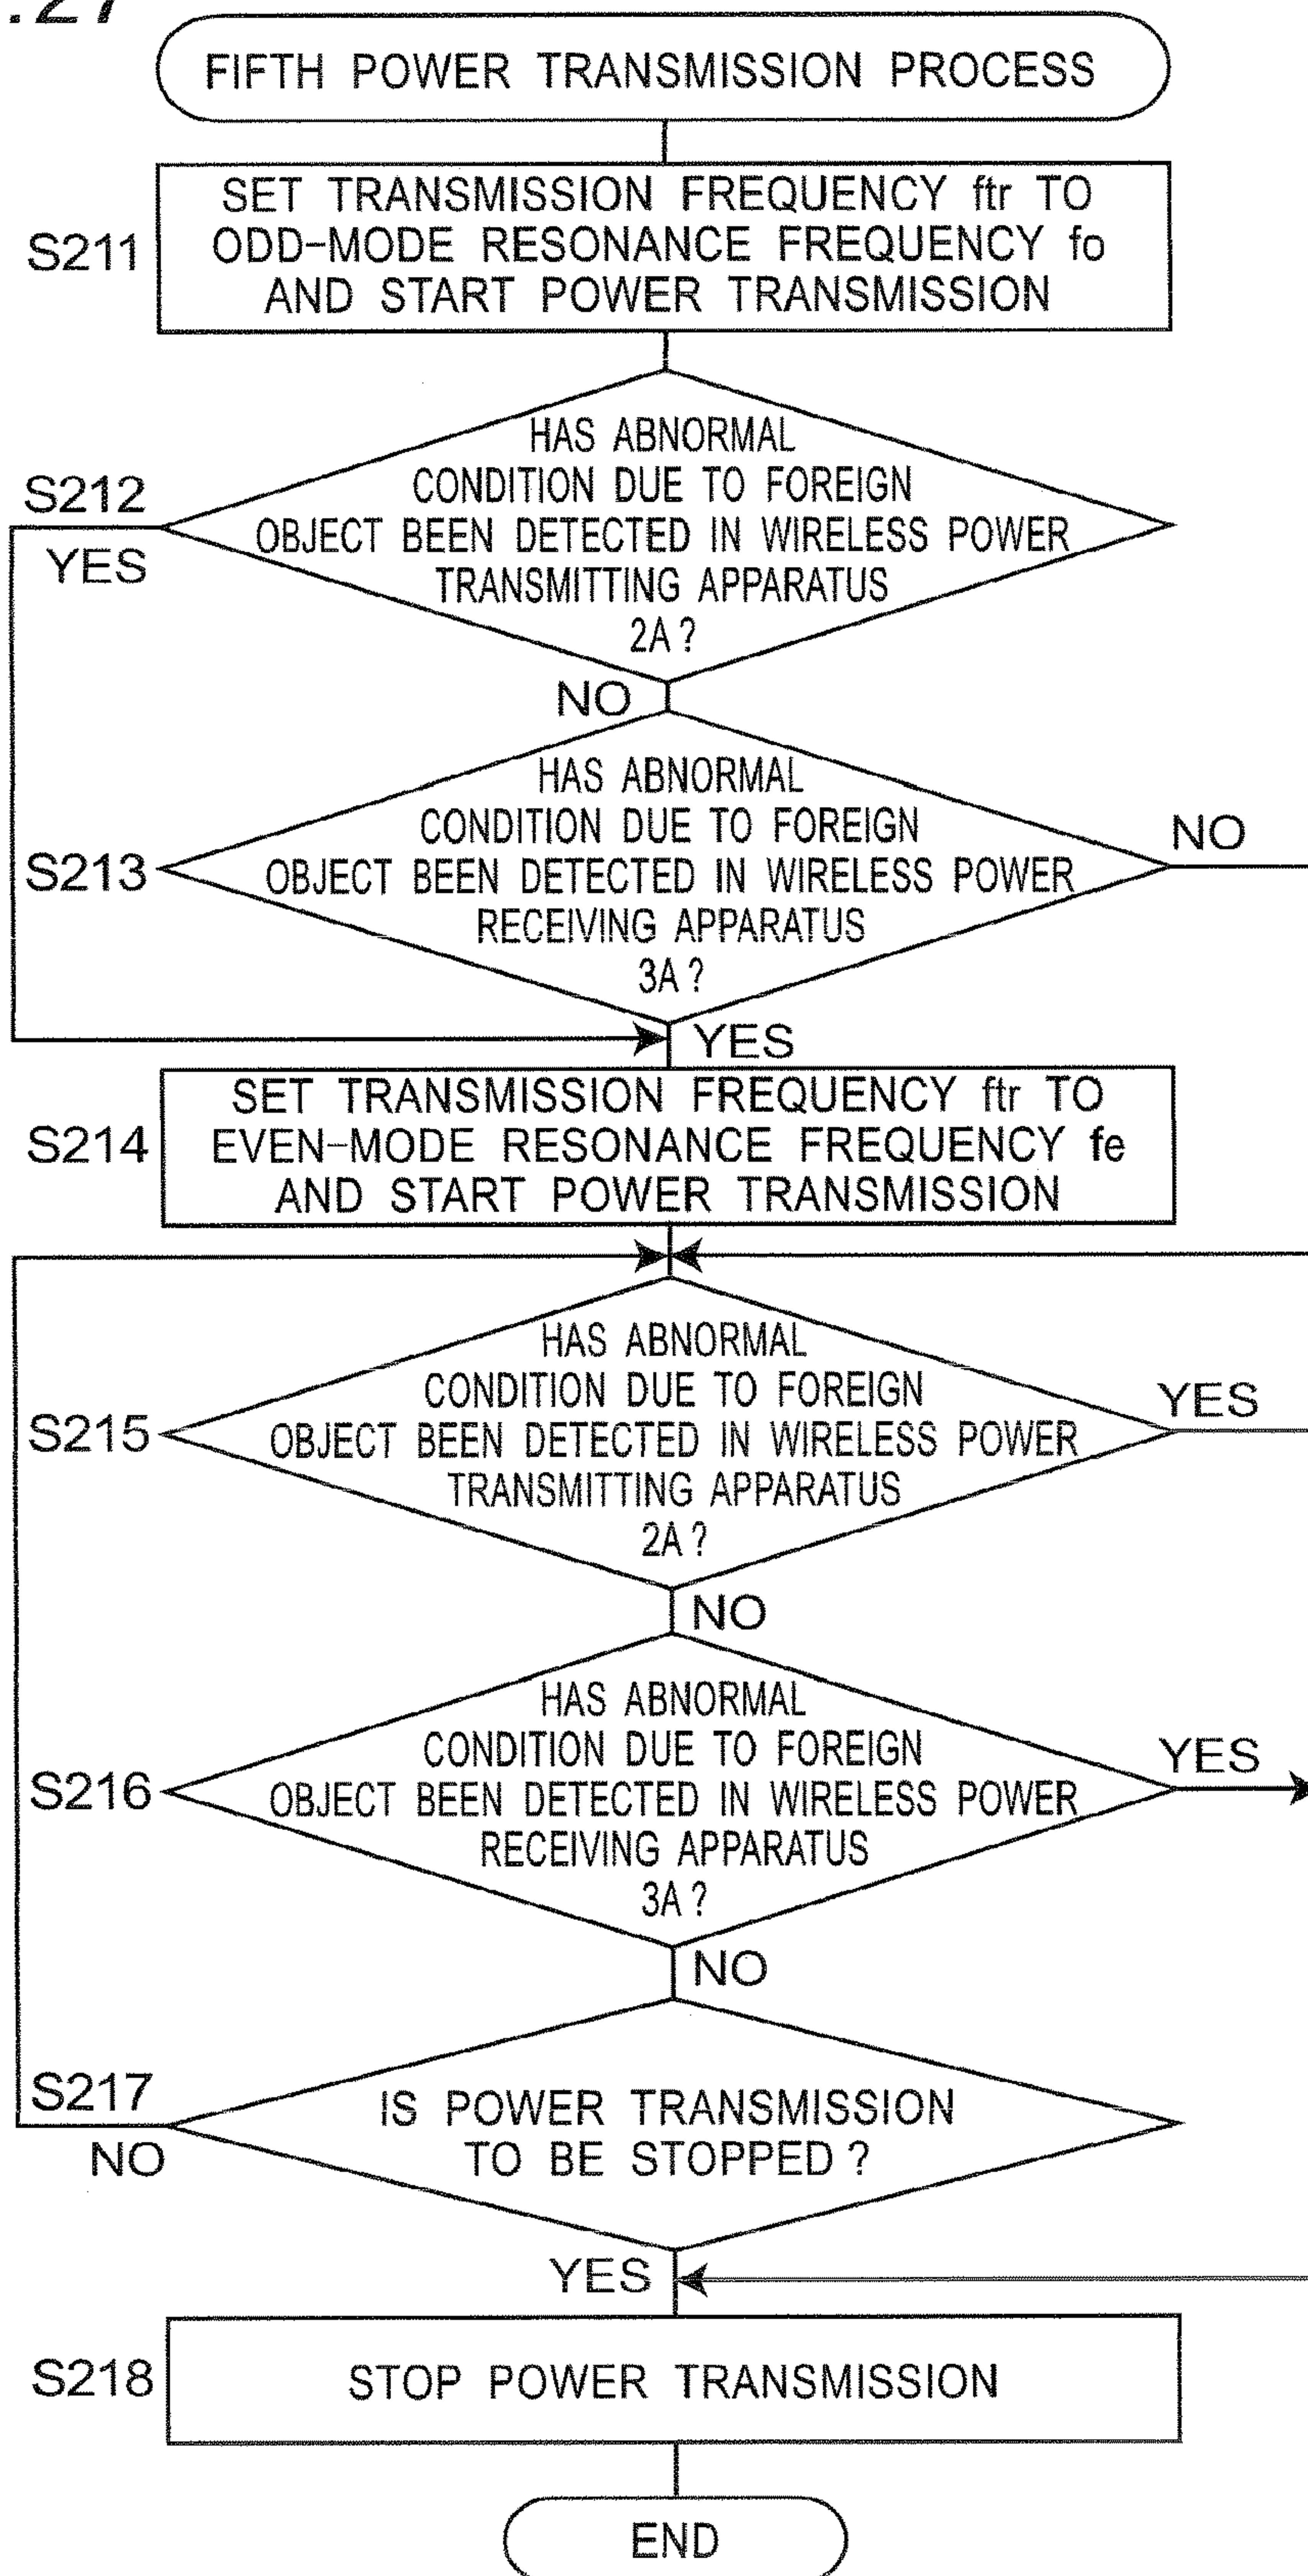 .27
FIFTH POWER TRANSMISSION PROCESS
S211
SET TRANSMISSION FREQUENCY ftr TO
ODD-MODE RESONANCE FREQUENCY fo
AND START POWER TRANSMISSION
S212
YES
HAS ABNORMAL
CONDITION DUE TO FOREIGN
OBJECT BEEN DETECTED IN WIRELESS POWER
TRANSMITTING APPARATUS
2A ?
NO
S213
HAS ABNORMAL
CONDITION DUE TO FOREIGN
OBJECT BEEN DETECTED IN WIRELESS POWER
RECEIVING APPARATUS
3A ?
NO
YES
S214
SET TRANSMISSION FREQUENCY ftr TO
EVEN-MODE RESONANCE FREQUENCY fe
AND START POWER TRANSMISSION
S215
HAS ABNORMAL
CONDITION DUE TO FOREIGN
OBJECT BEEN DETECTED IN WIRELESS POWER
TRANSMITTING APPARATUS
2A ?
YES
NO
S216
HAS ABNORMAL
CONDITION DUE TO FOREIGN
OBJECT BEEN DETECTED IN WIRELESS POWER
RECEIVING APPARATUS
3A ?
YES
NO
S217
NO
IS POWER TRANSMISSION
TO BE STOPPED ?
YES
S218
STOP POWER TRANSMISSION
END